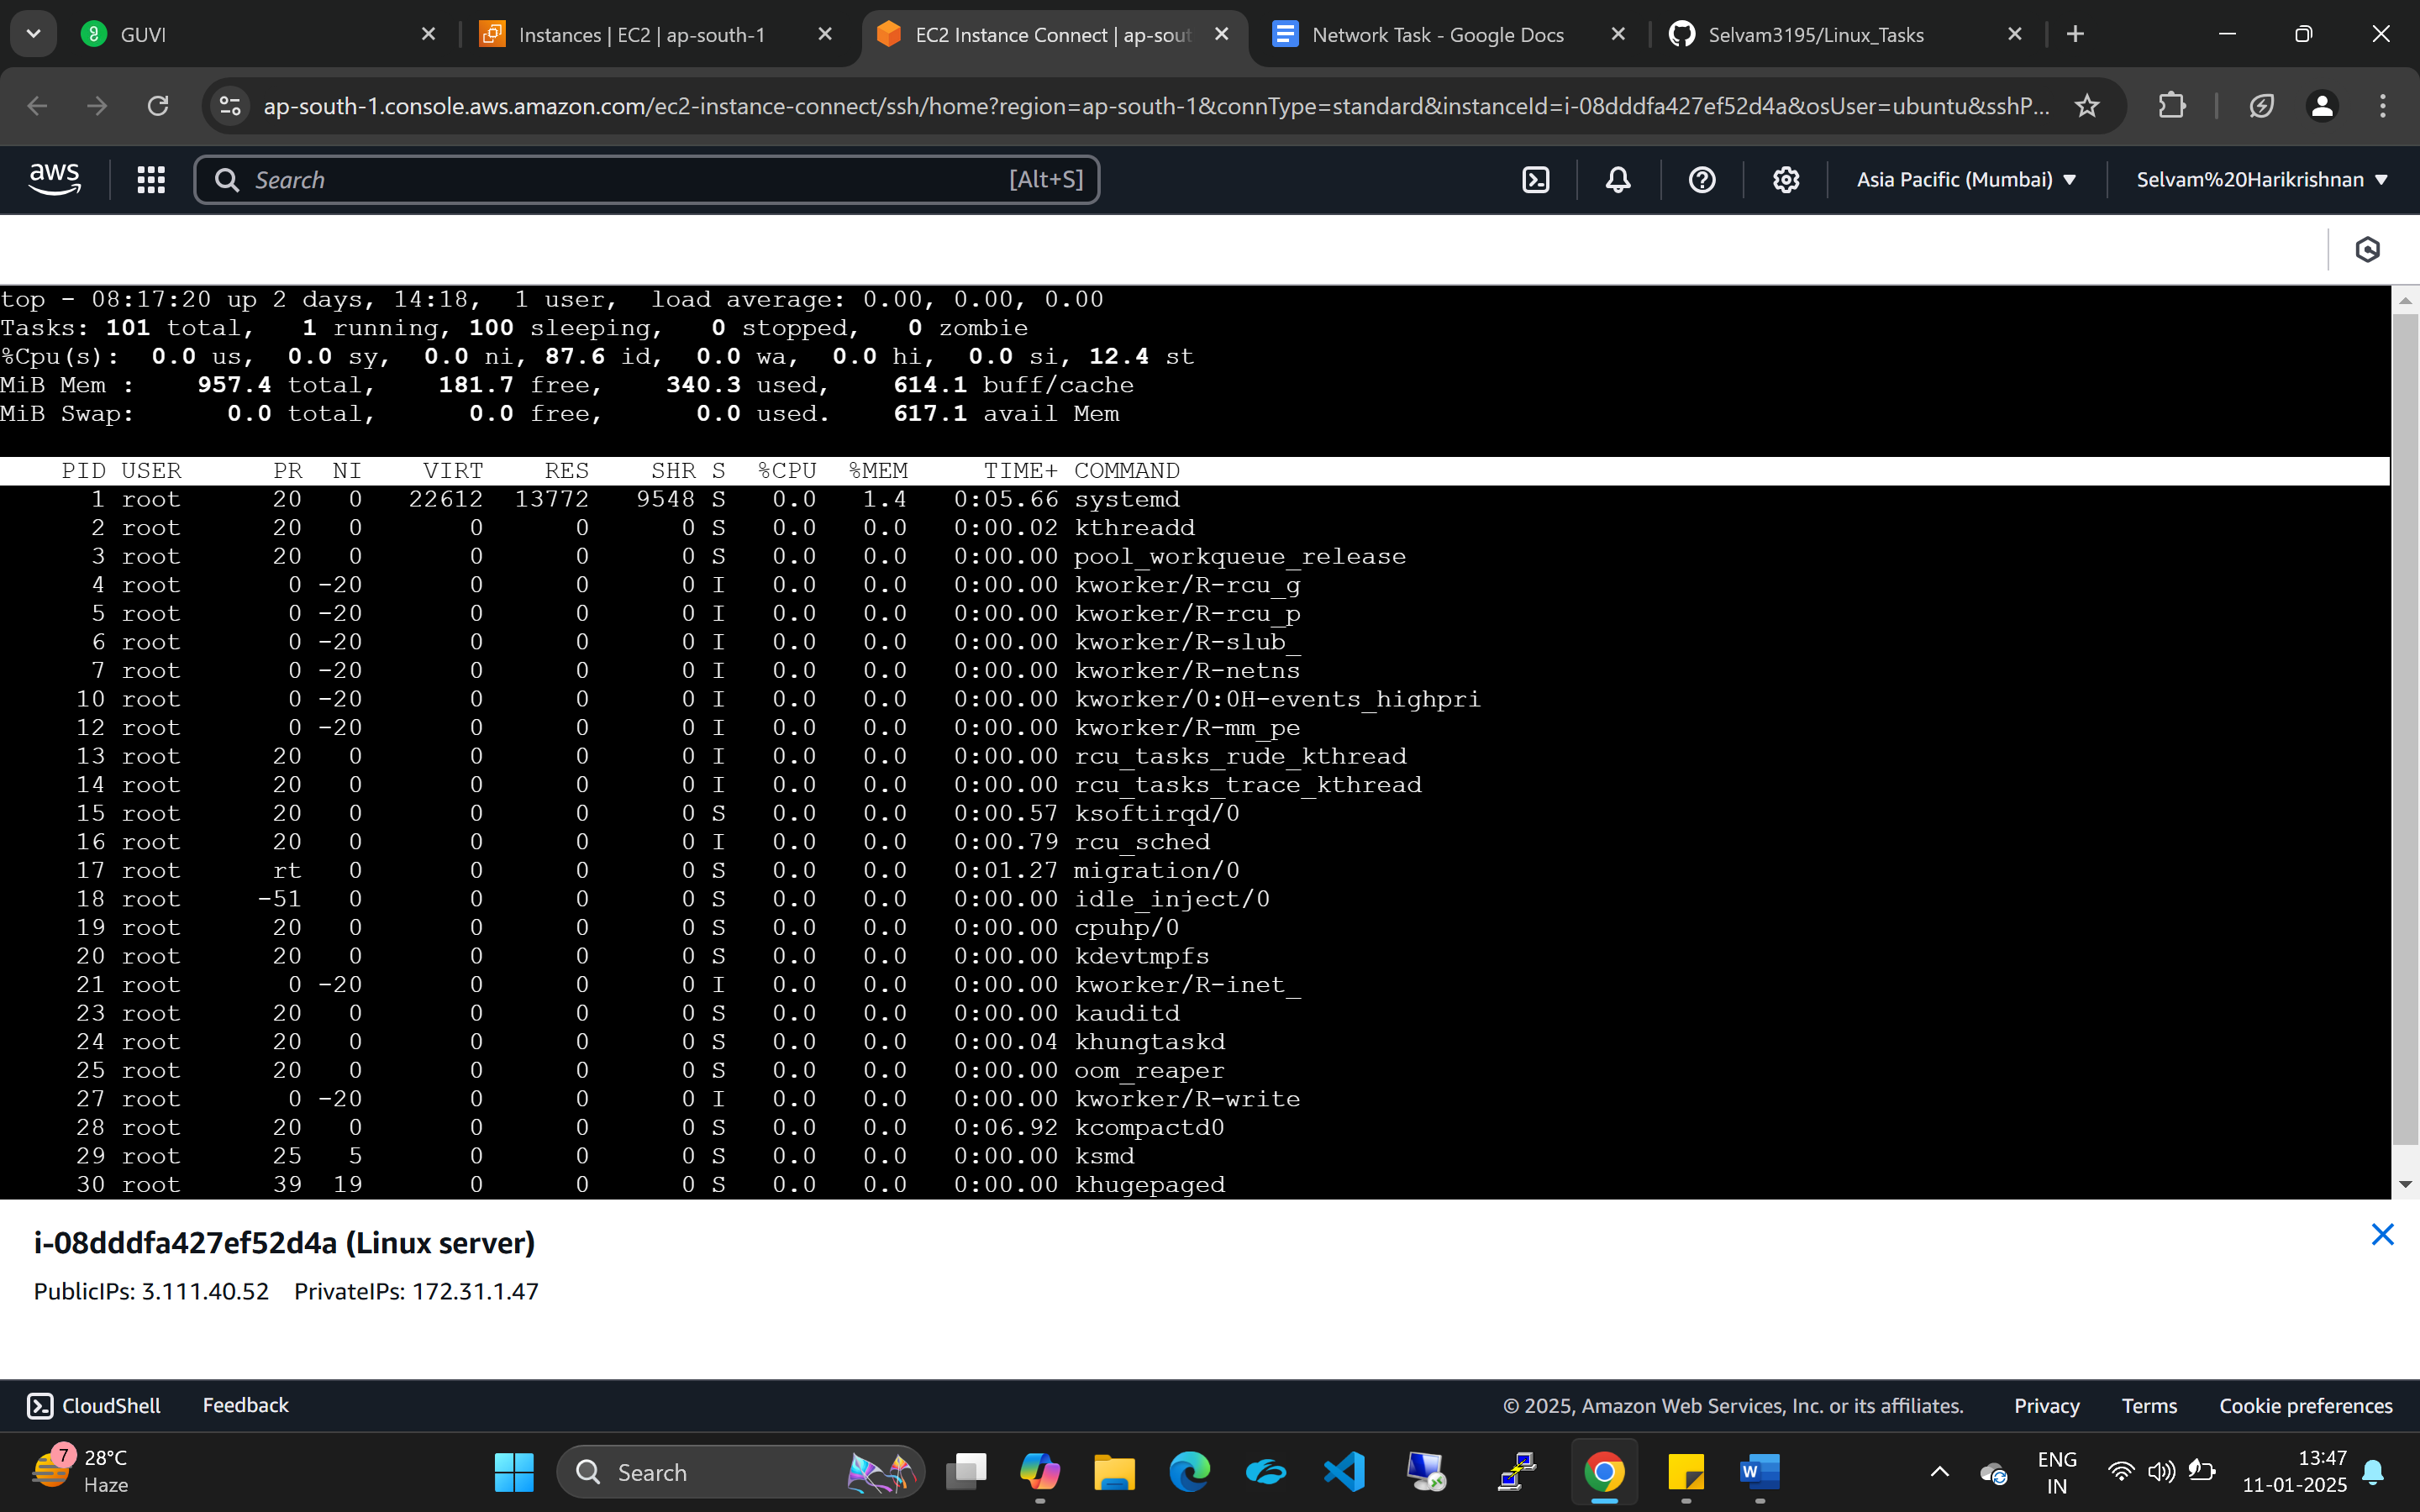 GUVI
Instances | EC2 | ap-south-1
EC2 Instance Connect | ap-sout
Network Task - Google Docs
Selvam3195/Linux_Tasks
ap-south-1.console.aws.amazon.com/ec2-instance-connect/ssh/home?region=ap-south-1&connType=standard&instanceId=i-08dddfa427ef52d4a&osUser=ubuntu&sshP...
aws
Search [Alt+S]
Asia Pacific (Mumbai)
Selvam%20Harikrishnan
top - 08:17:20 up 2 days, 14:18,  1 user,  load average: 0.00, 0.00, 0.00
Tasks: 101 total,   1 running, 100 sleeping,   0 stopped,   0 zombie
%Cpu(s):  0.0 us,  0.0 sy,  0.0 ni, 87.6 id,  0.0 wa,  0.0 hi,  0.0 si, 12.4 st
MiB Mem :    957.4 total,    181.7 free,    340.3 used,    614.1 buff/cache
MiB Swap:      0.0 total,      0.0 free,      0.0 used.    617.1 avail Mem
PID USER      PR  NI    VIRT    RES    SHR S  %CPU  %MEM     TIME+ COMMAND
1 root      20   0   22612  13772   9548 S   0.0   1.4   0:05.66 systemd
2 root      20   0       0      0      0 S   0.0   0.0   0:00.02 kthreadd
3 root      20   0       0      0      0 S   0.0   0.0   0:00.00 pool_workqueue_release
4 root       0 -20       0      0      0 I   0.0   0.0   0:00.00 kworker/R-rcu_g
5 root       0 -20       0      0      0 I   0.0   0.0   0:00.00 kworker/R-rcu_p
6 root       0 -20       0      0      0 I   0.0   0.0   0:00.00 kworker/R-slub_
7 root       0 -20       0      0      0 I   0.0   0.0   0:00.00 kworker/R-netns
10 root       0 -20       0      0      0 I   0.0   0.0   0:00.00 kworker/0:0H-events_highpri
12 root       0 -20       0      0      0 I   0.0   0.0   0:00.00 kworker/R-mm_pe
13 root      20   0       0      0      0 I   0.0   0.0   0:00.00 rcu_tasks_rude_kthread
14 root      20   0       0      0      0 I   0.0   0.0   0:00.00 rcu_tasks_trace_kthread
15 root      20   0       0      0      0 S   0.0   0.0   0:00.57 ksoftirqd/0
16 root      20   0       0      0      0 I   0.0   0.0   0:00.79 rcu_sched
17 root      rt   0       0      0      0 S   0.0   0.0   0:01.27 migration/0
18 root     -51   0       0      0      0 S   0.0   0.0   0:00.00 idle_inject/0
19 root      20   0       0      0      0 S   0.0   0.0   0:00.00 cpuhp/0
20 root      20   0       0      0      0 S   0.0   0.0   0:00.00 kdevtmpfs
21 root       0 -20       0      0      0 I   0.0   0.0   0:00.00 kworker/R-inet_
23 root      20   0       0      0      0 S   0.0   0.0   0:00.00 kauditd
24 root      20   0       0      0      0 S   0.0   0.0   0:00.04 khungtaskd
25 root      20   0       0      0      0 S   0.0   0.0   0:00.00 oom_reaper
27 root       0 -20       0      0      0 I   0.0   0.0   0:00.00 kworker/R-write
28 root      20   0       0      0      0 S   0.0   0.0   0:06.92 kcompactd0
29 root      25   5       0      0      0 S   0.0   0.0   0:00.00 ksmd
30 root      39  19       0      0      0 S   0.0   0.0   0:00.00 khugepaged
i-08dddfa427ef52d4a (Linux server)
PublicIPs: 3.111.40.52 PrivateIPs: 172.31.1.47
CloudShell Feedback © 2025, Amazon Web Services, Inc. or its affiliates. Privacy Terms Cookie preferences
7
28°C
Haze
Search
W
ENG
IN
13:47
11-01-2025